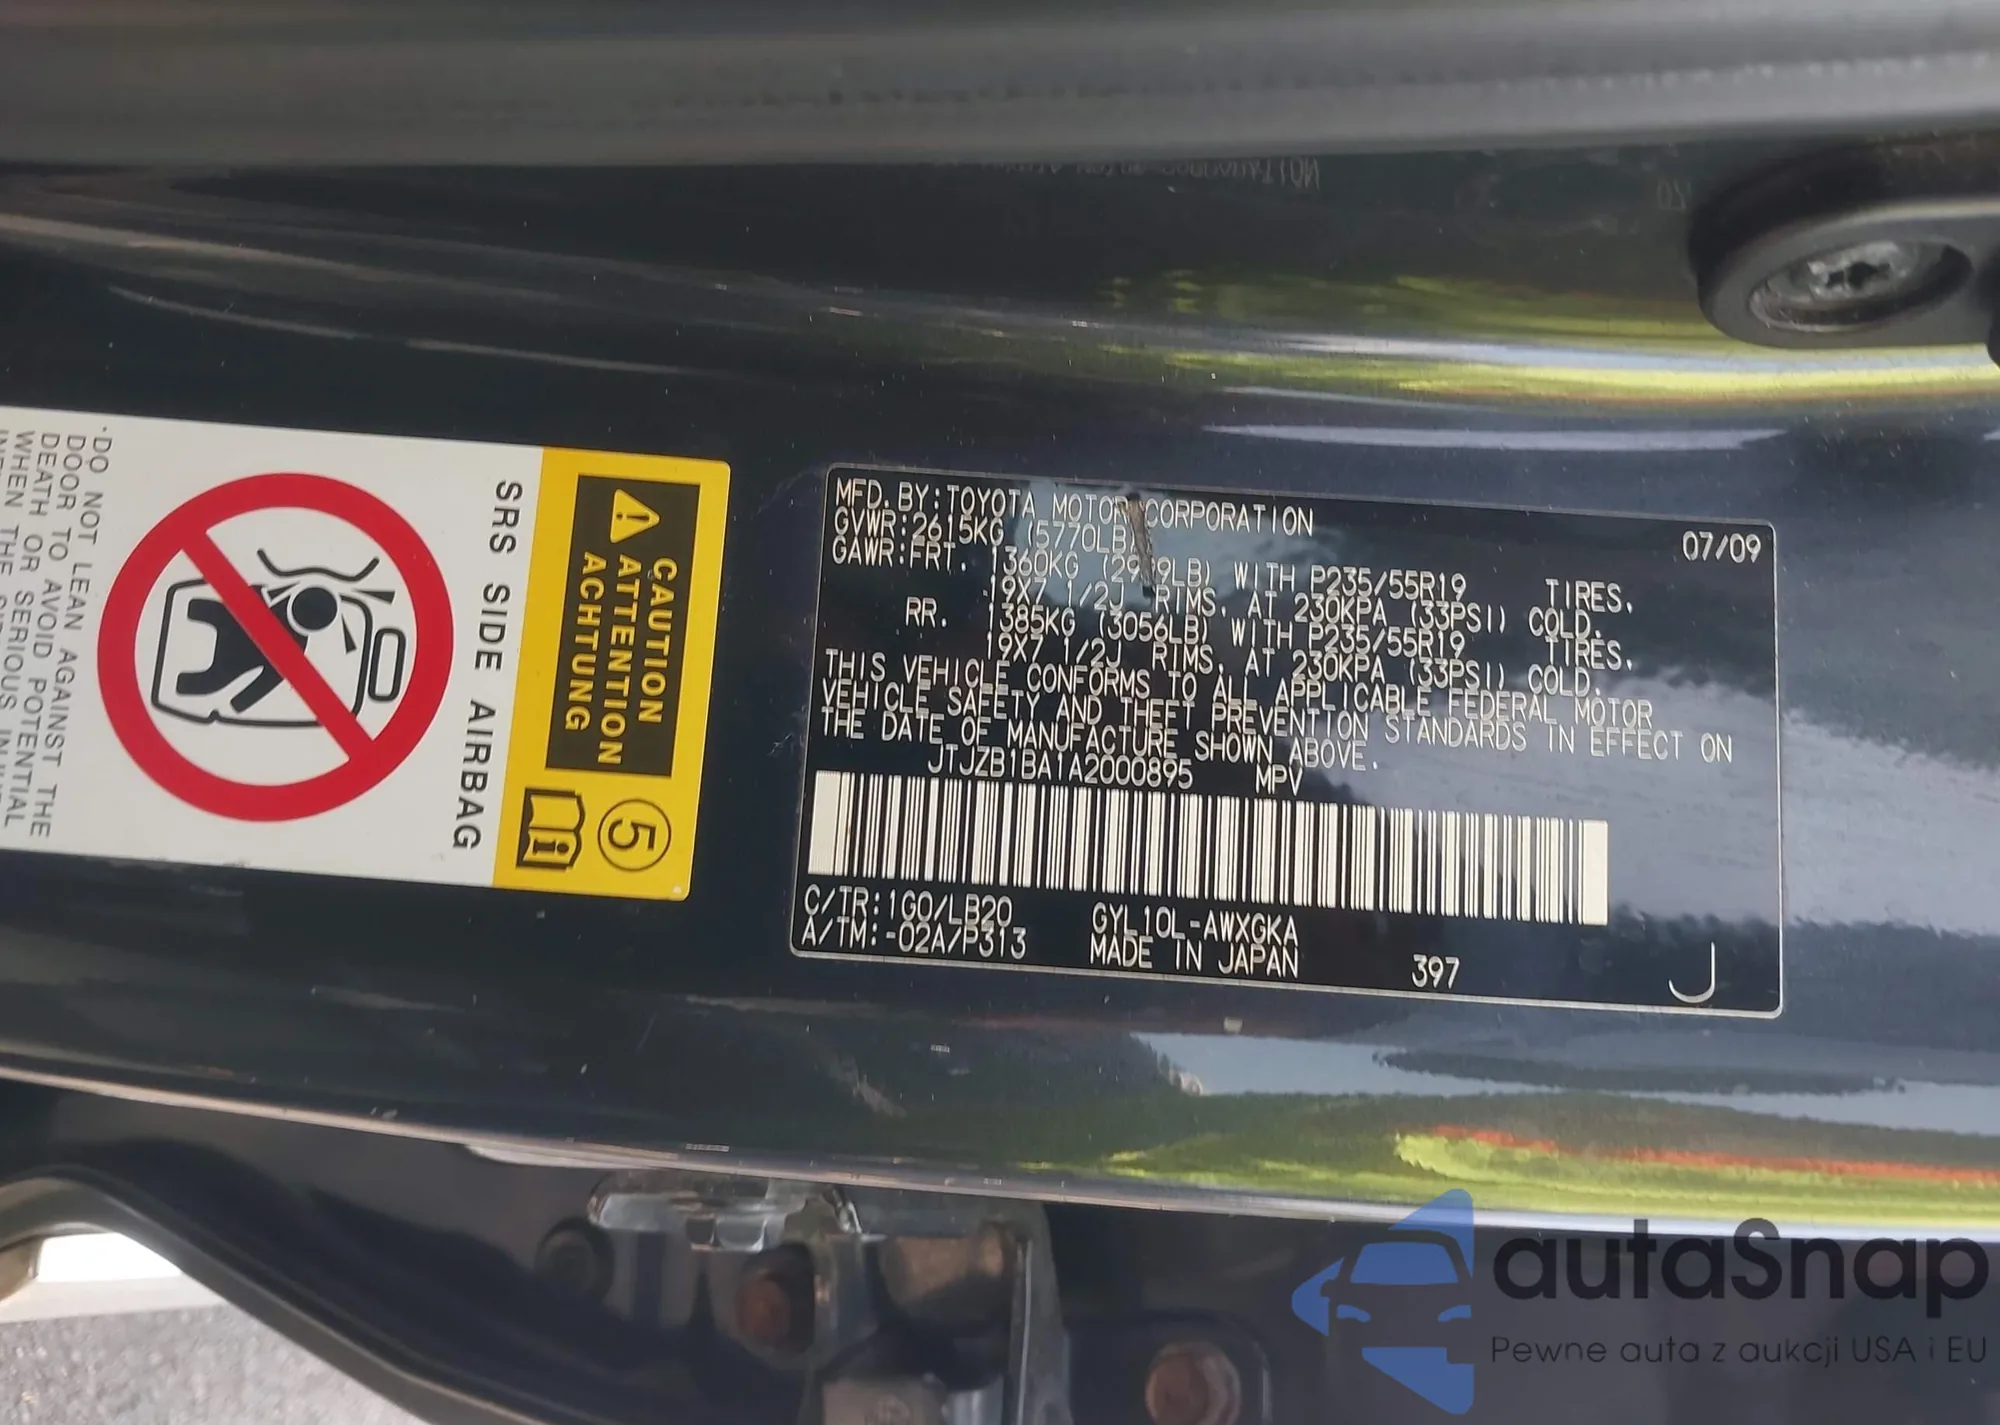 MFD. BY: TOYOTA MOTOR CORPORATION 07/09
GVWR: 2615KG (5770LB)
GAWR: FRT. 1360KG (2999LB) WITH P235/55R19 TIRES,
19X7 1/2J RIMS, AT 230KPA (33PSI) COLD.
RR. 1385KG (3056LB) WITH P235/55R19 TIRES,
19X7 1/2J RIMS, AT 230KPA (33PSI) COLD.
THIS VEHICLE CONFORMS TO ALL APPLICABLE FEDERAL MOTOR
VEHICLE SAFETY AND THEFT PREVENTION STANDARDS IN EFFECT ON
THE DATE OF MANUFACTURE SHOWN ABOVE.
JTJZB1BA1A2000895 MPV
C/TR: 1G0/LB20 GYL10L-AWXGKA
A/TM: -02A/P313 MADE IN JAPAN 397
J
CAUTION
ATTENTION
ACHTUNG
5
i
SRS SIDE AIRBAG
·DO NOT LEAN AGAINST THE
DOOR TO AVOID POTENTIAL
DEATH OR SERIOUS INJURY
WHEN THE
autaSnap
Pewne auta z aukcji USA i EU